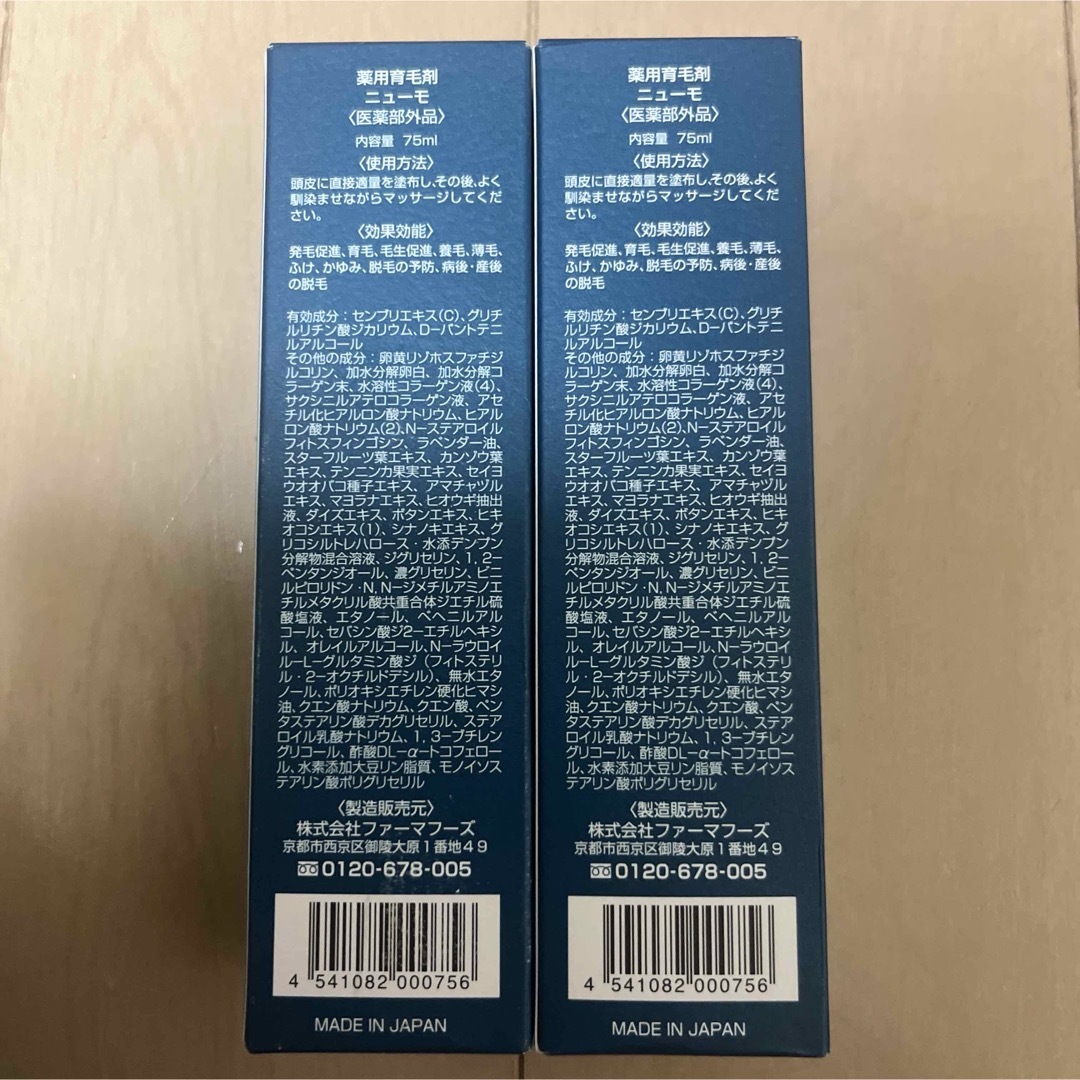 薬用育毛剤
ニューモ
〈医薬部外品〉
内容量 75ml
〈使用方法〉
頭皮に直接適量を塗布し、その後、よく
馴染ませながらマッサージしてくだ
さい。
〈効果効能〉
発毛促進、育毛、毛生促進、養毛、薄毛、
ふけ、かゆみ、脱毛の予防、病後・産後
の脱毛
有効成分：センブリエキス(C)、グリチ
ルリチン酸ジカリウム、D-パントテニ
ルアルコール
その他の成分：卵黄リゾホスファチジ
ルコリン、加水分解卵白、加水分解コ
ラーゲン末、水溶性コラーゲン液(4)、
サクシニルアテロコラーゲン液、アセ
チル化ヒアルロン酸ナトリウム、ヒアル
ロン酸ナトリウム(2)、N-ステアロイル
フィトスフィンゴシン、ラベンダー油、
スターフルーツ葉エキス、カンゾウ葉
エキス、テンニンカ果実エキス、セイヨ
ウオオバコ種子エキス、アマチャヅル
エキス、マヨラナエキス、ヒオウギ抽出
液、ダイズエキス、ボタンエキス、ヒキ
オコシエキス(1)、シナノキエキス、グ
リコシルトレハロース・水添デンプン
分解物混合溶液、ジグリセリン、1, 2-
ペンタンジオール、濃グリセリン、ビニ
ルピロリドン・N, N-ジメチルアミノエ
チルメタクリル酸共重合体ジエチル硫
酸塩液、エタノール、ベヘニルアル
コール、セバシン酸ジ2-エチルヘキシ
ル、オレイルアルコール、N-ラウロイ
ル-L-グルタミン酸ジ（フィトステリ
ル・2-オクチルドデシル）、無水エタ
ノール、ポリオキシエチレン硬化ヒマシ
油、クエン酸ナトリウム、クエン酸、ペン
タステアリン酸デカグリセリル、ステア
ロイル乳酸ナトリウム、1, 3-ブチレン
グリコール、酢酸DL-α-トコフェロー
ル、水素添加大豆リン脂質、モノイソス
テアリン酸ポリグリセリル
〈製造販売元〉
株式会社ファーマフーズ
京都市西京区御陵大原1番地49
0120-678-005
4 541082 000756
MADE IN JAPAN
薬用育毛剤
ニューモ
〈医薬部外品〉
内容量 75ml
〈使用方法〉
頭皮に直接適量を塗布し、その後、よく
馴染ませながらマッサージしてくだ
さい。
〈効果効能〉
発毛促進、育毛、毛生促進、養毛、薄毛、
ふけ、かゆみ、脱毛の予防、病後・産後
の脱毛
有効成分：センブリエキス(C)、グリチ
ルリチン酸ジカリウム、D-パントテニ
ルアルコール
その他の成分：卵黄リゾホスファチジ
ルコリン、加水分解卵白、加水分解コ
ラーゲン末、水溶性コラーゲン液(4)、
サクシニルアテロコラーゲン液、アセ
チル化ヒアルロン酸ナトリウム、ヒアル
ロン酸ナトリウム(2)、N-ステアロイル
フィトスフィンゴシン、ラベンダー油、
スターフルーツ葉エキス、カンゾウ葉
エキス、テンニンカ果実エキス、セイヨ
ウオオバコ種子エキス、アマチャヅル
エキス、マヨラナエキス、ヒオウギ抽出
液、ダイズエキス、ボタンエキス、ヒキ
オコシエキス(1)、シナノキエキス、グ
リコシルトレハロース・水添デンプン
分解物混合溶液、ジグリセリン、1, 2-
ペンタンジオール、濃グリセリン、ビニ
ルピロリドン・N, N-ジメチルアミノエ
チルメタクリル酸共重合体ジエチル硫
酸塩液、エタノール、ベヘニルアル
コール、セバシン酸ジ2-エチルヘキシ
ル、オレイルアルコール、N-ラウロイ
ル-L-グルタミン酸ジ（フィトステリ
ル・2-オクチルドデシル）、無水エタ
ノール、ポリオキシエチレン硬化ヒマシ
油、クエン酸ナトリウム、クエン酸、ペン
タステアリン酸デカグリセリル、ステア
ロイル乳酸ナトリウム、1, 3-ブチレン
グリコール、酢酸DL-α-トコフェロー
ル、水素添加大豆リン脂質、モノイソス
テアリン酸ポリグリセリル
〈製造販売元〉
株式会社ファーマフーズ
京都市西京区御陵大原1番地49
0120-678-005
4 541082 000756
MADE IN JAPAN